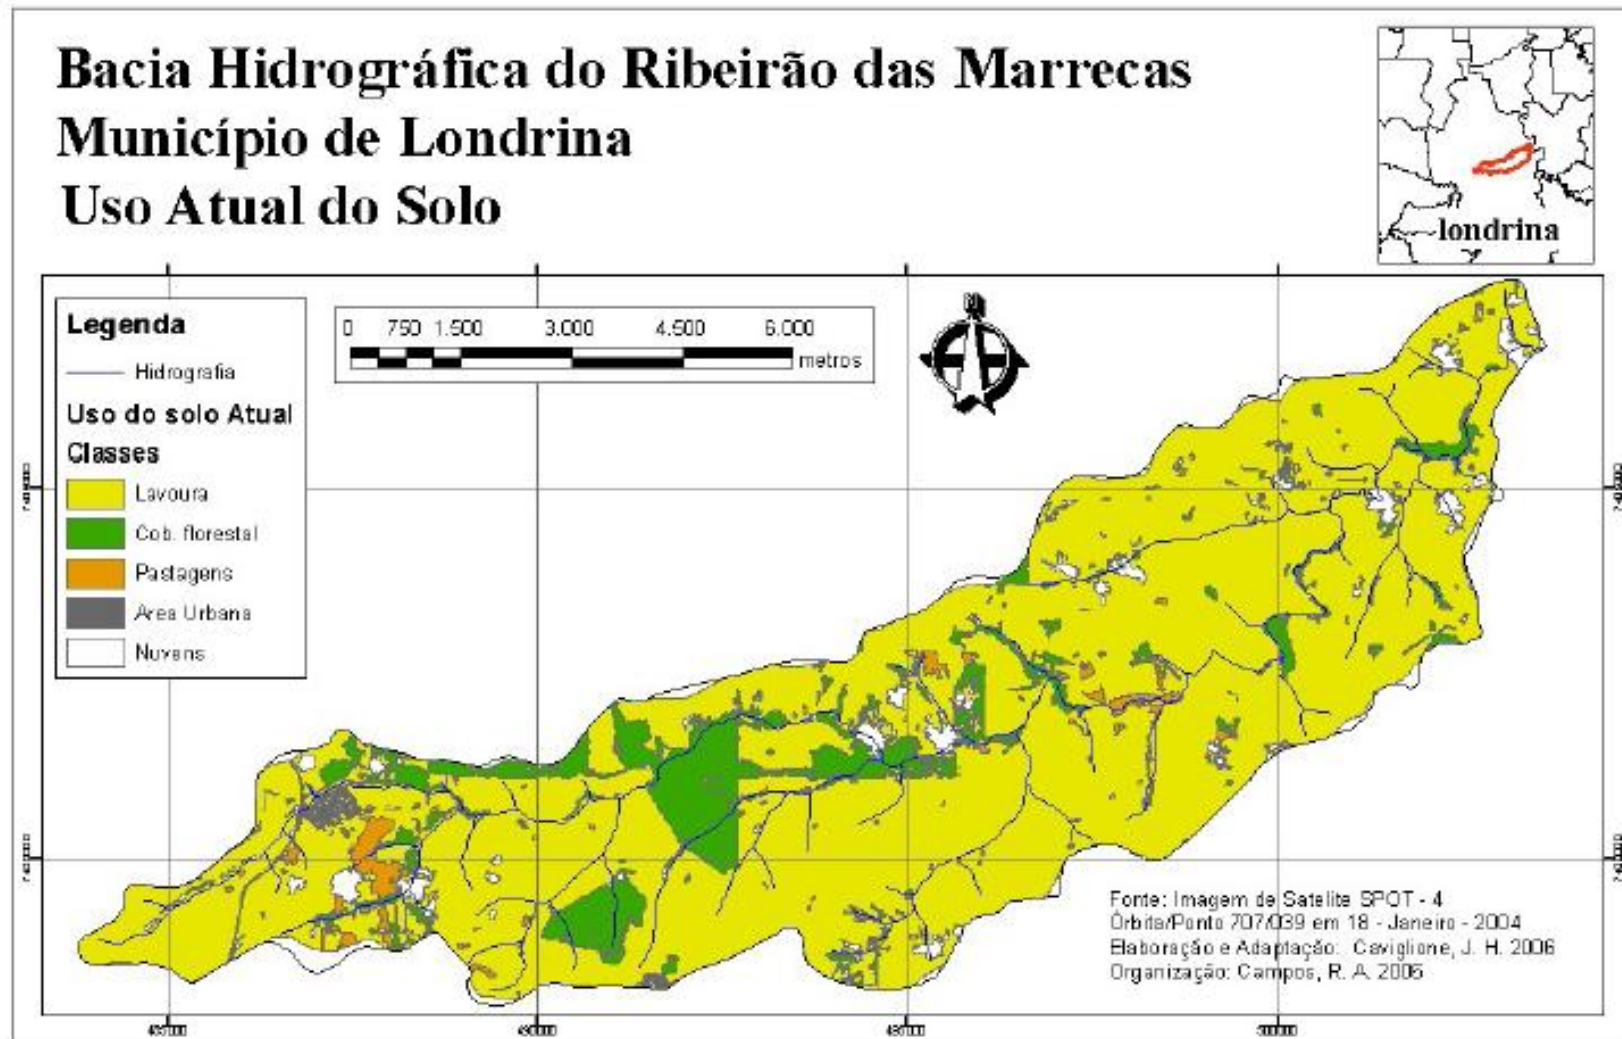 Bacia Hidrográfica do Ribeirão das Marrecas
Município de Londrina
Uso Atual do Solo
londrina
Legenda
Hidrografia
Uso do solo Atual
Classes
Lavoura
Cob. florestal
Pastagens
Area Urbana
Nuvens
0 750 1.500 3.000 4.500 6.000
metros
N
Fonte: Imagem de Satelite SPOT - 4
Órbita/Ponto 707/039 em 18 - Janeiro - 2004
Elaboração e Adaptação: Caviglione, J. H. 2006
Organização: Campos, R. A. 2006